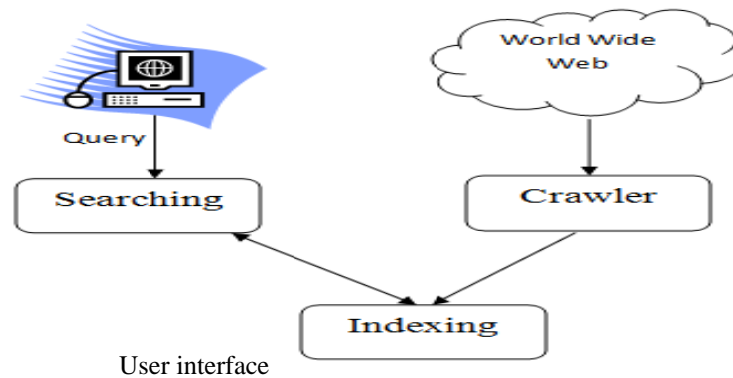 World Wide
Web
Query
Searching
Crawler
Indexing
User interface